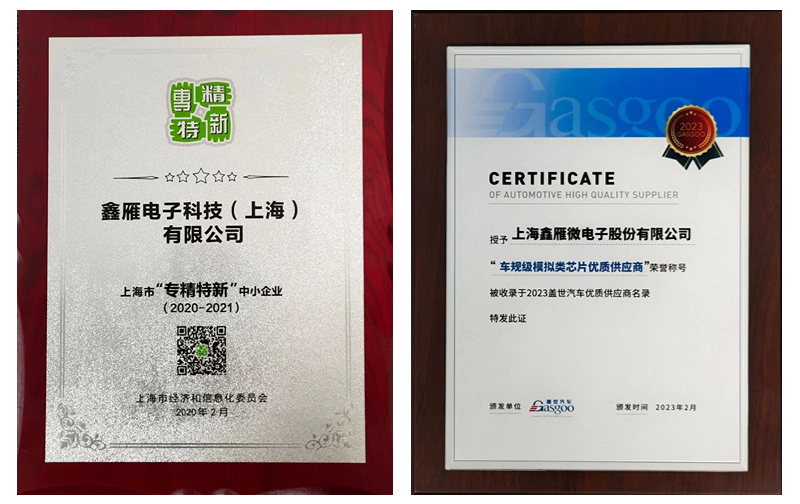 專精
特新
鑫雁电子科技（上海）
有限公司
上海市“专精特新”中小企业
（2020-2021）
上海市经济和信息化委员会
2020年2月
Gasgoo
2023
GASGOO
CERTIFICATE
OF AUTOMOTIVE HIGH QUALITY SUPPLIER
授予 上海鑫雁微电子股份有限公司
“ 车规级模拟类芯片优质供应商”荣誉称号
被收录于2023盖世汽车优质供应商名录
特发此证
颁发单位 盖世汽车 Gasgoo 颁发时间 2023年2月